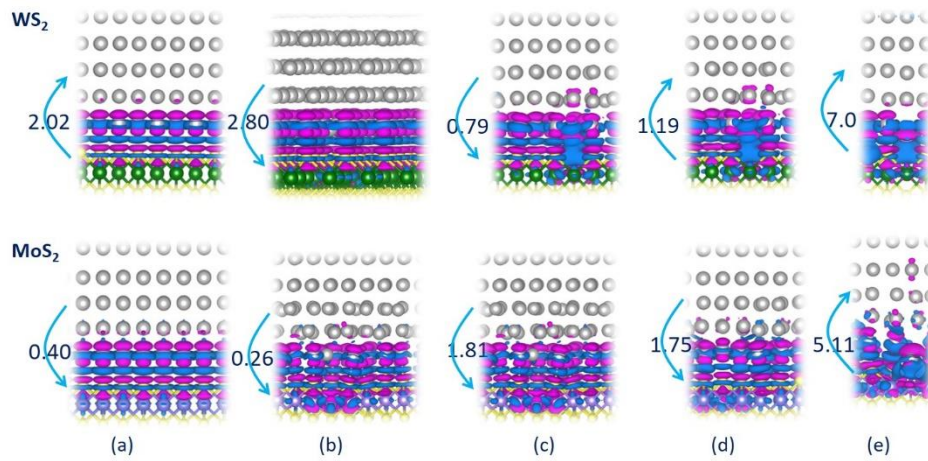 WS₂
2.02 2.80 0.79 1.19 7.0
MoS₂
0.40 0.26 1.81 1.75 5.11
(a) (b) (c) (d) (e)